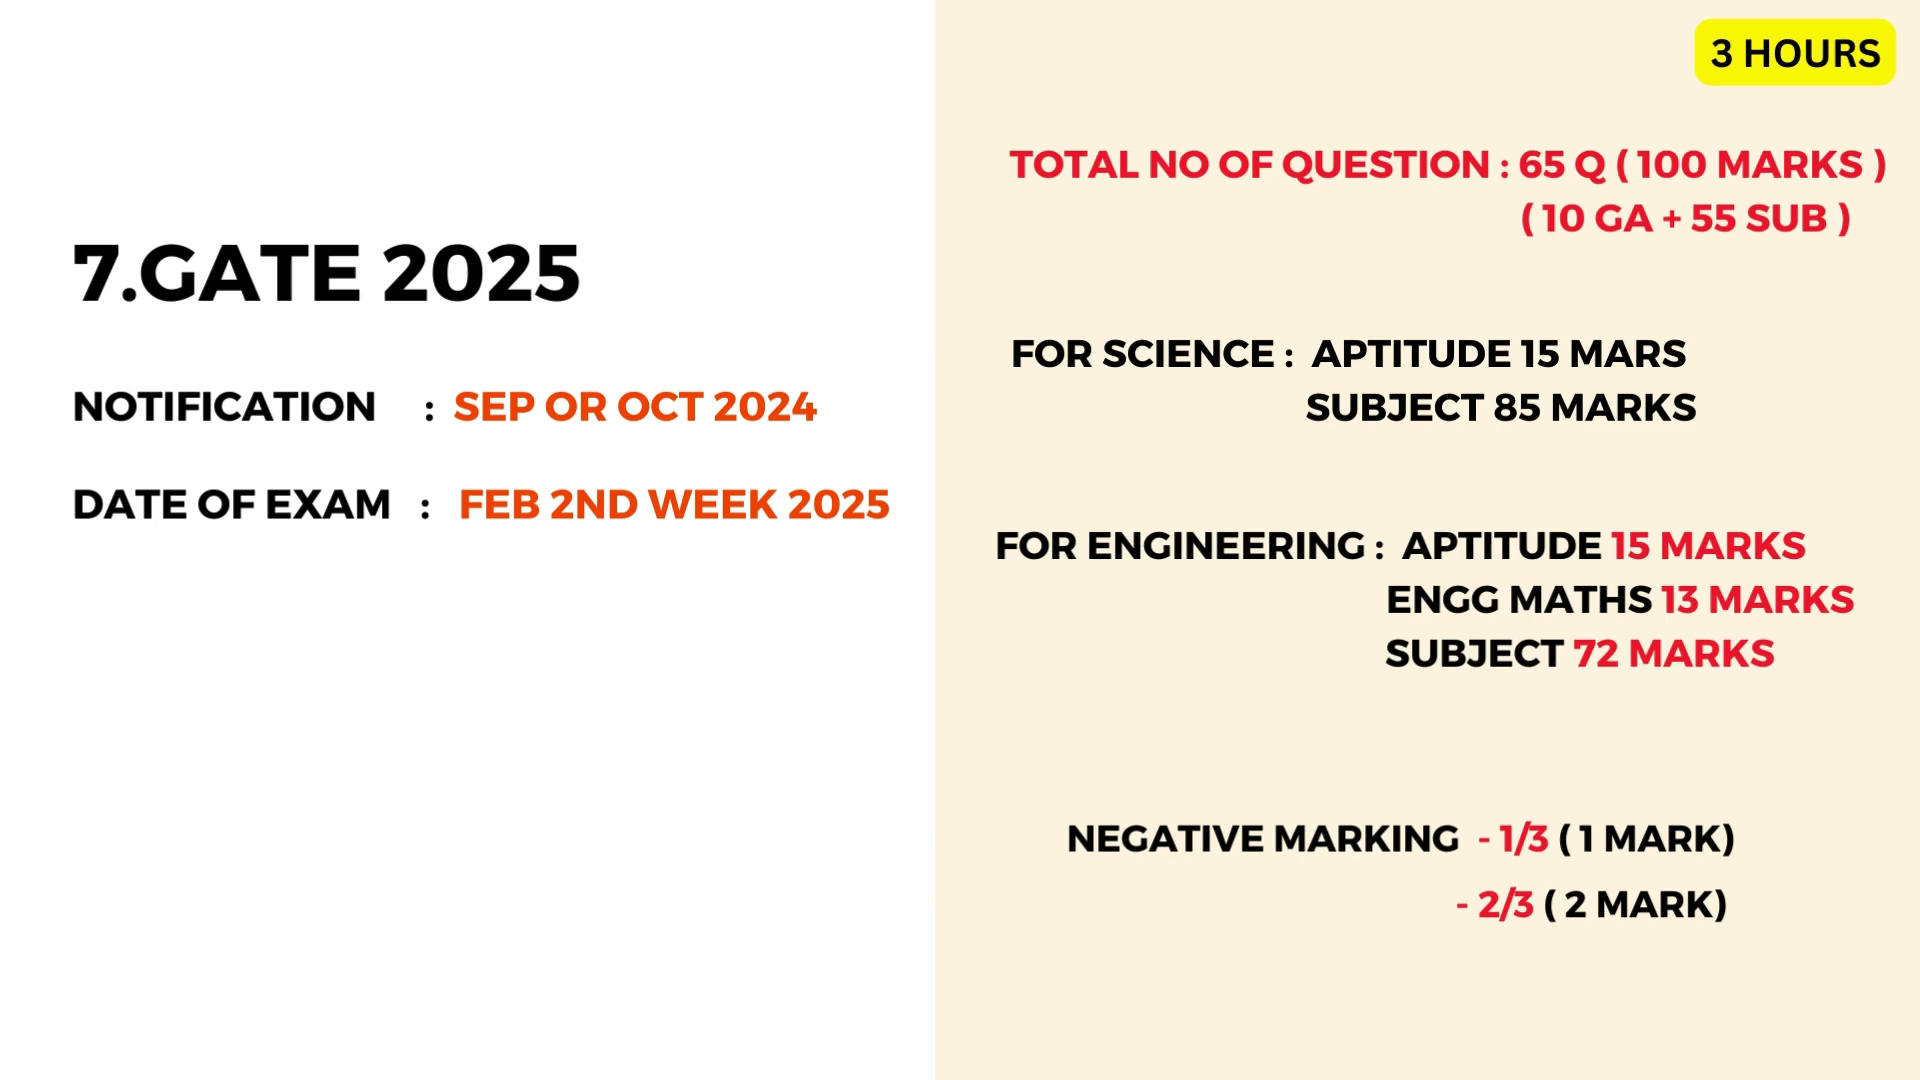 7.GATE 2025
NOTIFICATION : SEP OR OCT 2024
DATE OF EXAM : FEB 2ND WEEK 2025
3 HOURS
TOTAL NO OF QUESTION : 65 Q ( 100 MARKS )
( 10 GA + 55 SUB )
FOR SCIENCE : APTITUDE 15 MARS
SUBJECT 85 MARKS
FOR ENGINEERING : APTITUDE 15 MARKS
ENGG MATHS 13 MARKS
SUBJECT 72 MARKS
NEGATIVE MARKING - 1/3 ( 1 MARK)
- 2/3 ( 2 MARK)